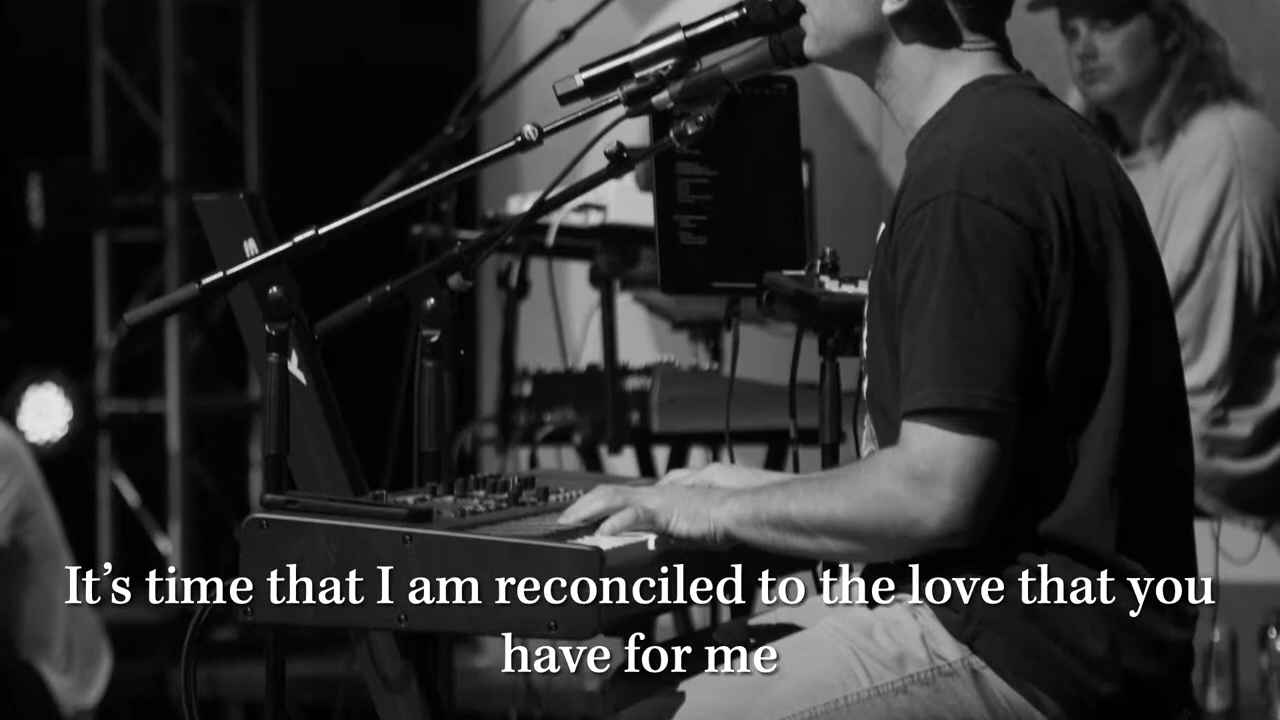 It’s time that I am reconciled to the love that you
have for me